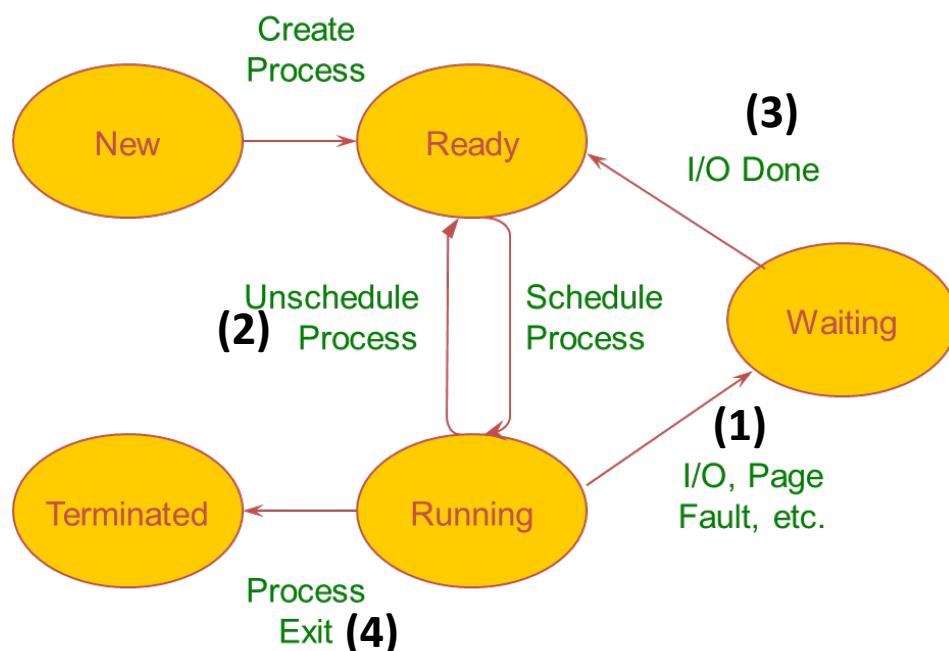 Create
Process
New
Ready
(3)
I/O Done
Unschedule
(2) Process
Schedule
Process
Waiting
(1)
I/O, Page
Fault, etc.
Terminated
Running
Process
Exit (4)